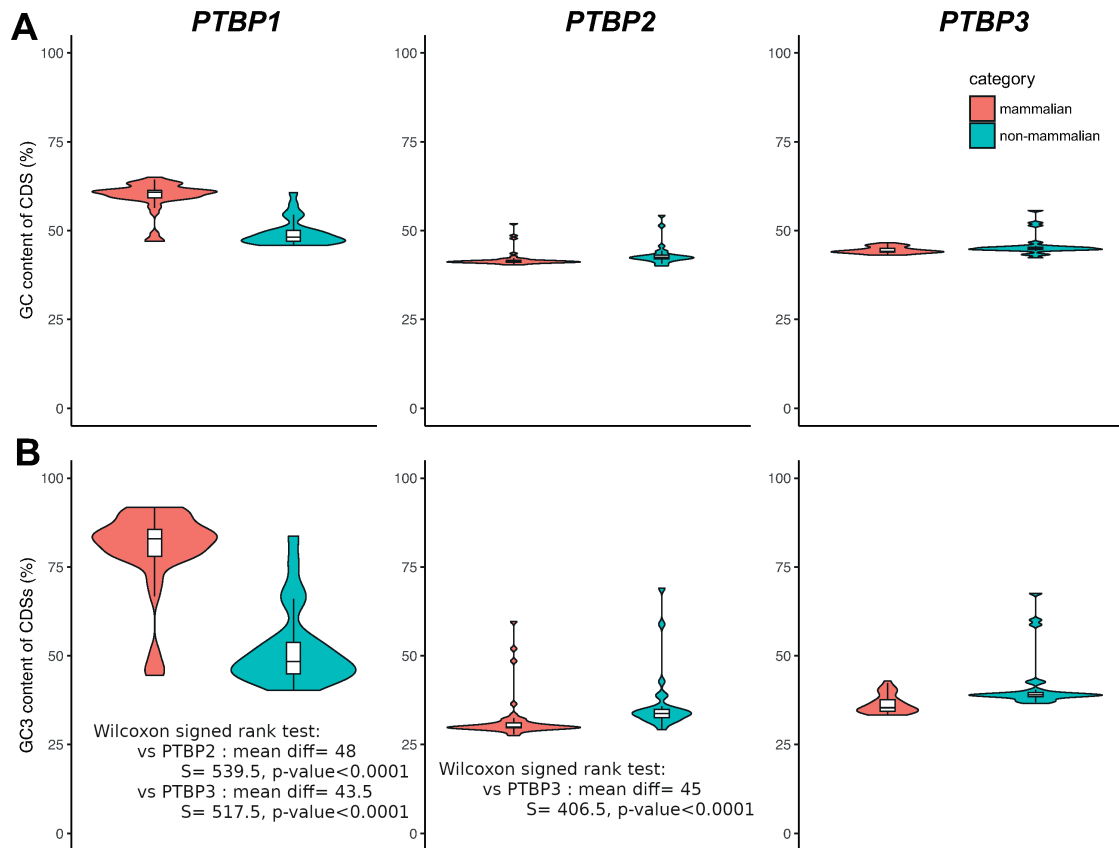 A
PTBP1
PTBP2
PTBP3
GC content of CDS (%)
100
75
50
25
0
100
75
50
25
0
100
75
50
25
0
category
mammalian
non-mammalian
B
GC3 content of CDSs (%)
100
75
50
25
0
Wilcoxon signed rank test:
vs PTBP2 : mean diff= 48
S= 539.5, p-value<0.0001
vs PTBP3 : mean diff= 43.5
S= 517.5, p-value<0.0001
100
75
50
25
0
Wilcoxon signed rank test:
vs PTBP3 : mean diff= 45
S= 406.5, p-value<0.0001
100
75
50
25
0